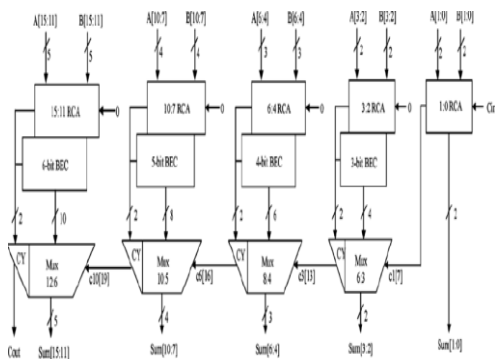 A[15:11] B[15:11] A[10:7] B[10:7] A[6:4] B[6:4] A[3:2] B[3:2] A[1:0] B[1:0]
5 5 4 4 3 3 2 2 2 2
15:11 RCA 0 10:7 RCA 0 6:4 RCA 0 3:2 RCA 0 1:0 RCA Cin
6-bit BEC 5-bit BEC 4-bit BEC 3-bit BEC
2 10 2 8 2 6 2 4 2
CY Mux 12:6 c10[19] CY Mux 10:5 c6[16] CY Mux 8:4 c3[13] CY Mux 6:3 c1[7]
5 4 3 2
Cout Sum[15:11] Sum[10:7] Sum[6:4] Sum[3:2] Sum[1:0]